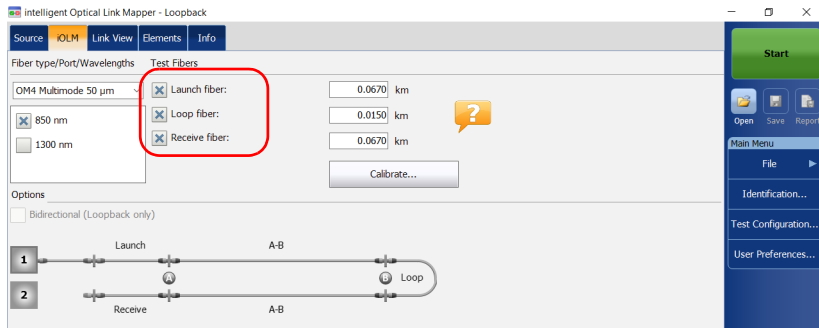 intelligent Optical Link Mapper - Loopback
Source iOLM Link View Elements Info
Fiber type/Port/Wavelengths Test Fibers
OM4 Multimode 50 µm
Launch fiber: 0.0670 km
850 nm
Loop fiber: 0.0150 km
1300 nm
Receive fiber: 0.0670 km
?
Calibrate...
Options
Bidirectional (Loopback only)
Launch A-B
1
A B Loop
2
Receive A-B
Start
Open Save Report
Main Menu
File
Identification...
Test Configuration...
User Preferences...